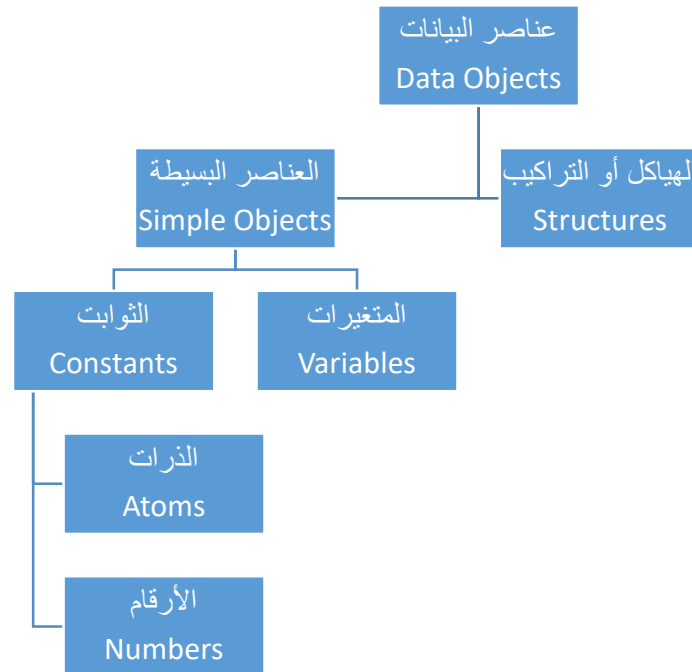 عناصر البيانات
Data Objects
العناصر البسيطة
Simple Objects
لهياكل أو التراكيب
Structures
الثوابت
Constants
المتغيرات
Variables
الذرات
Atoms
الأرقام
Numbers